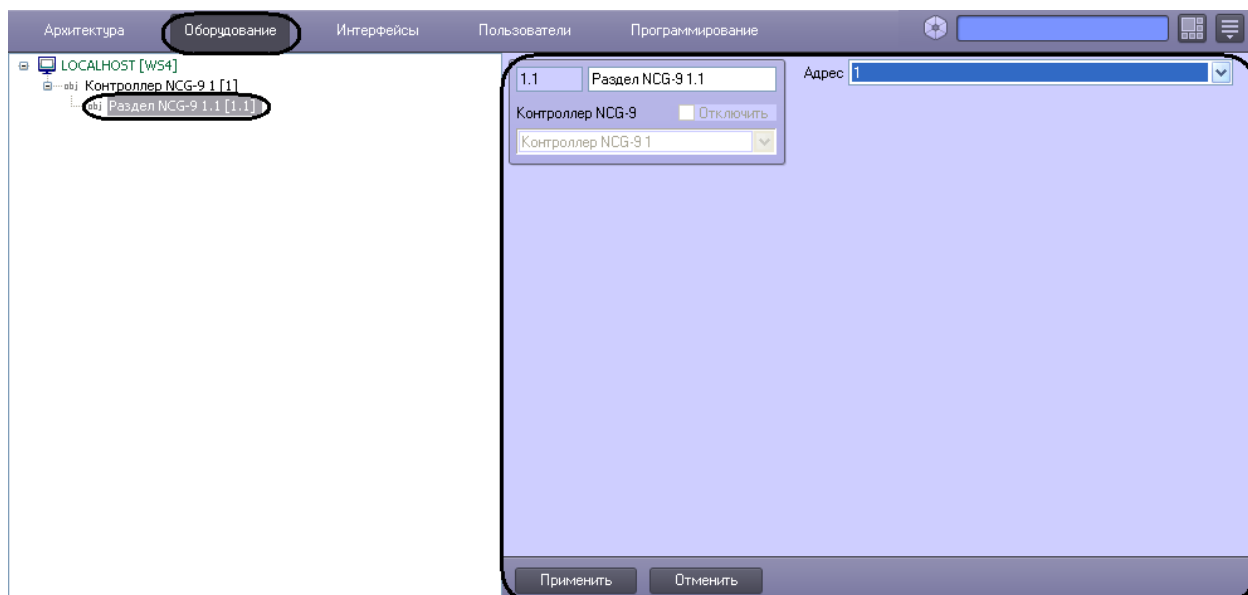 Архитектура Оборудование Интерфейсы Пользователи Программирование
LOCALHOST [WS4]
obj Контроллер NCG-9 1 [1]
obj Раздел NCG-9 1.1 [1.1]
1.1 Раздел NCG-9 1.1
Контроллер NCG-9 Отключить
Контроллер NCG-9 1
Адрес 1
Применить Отменить